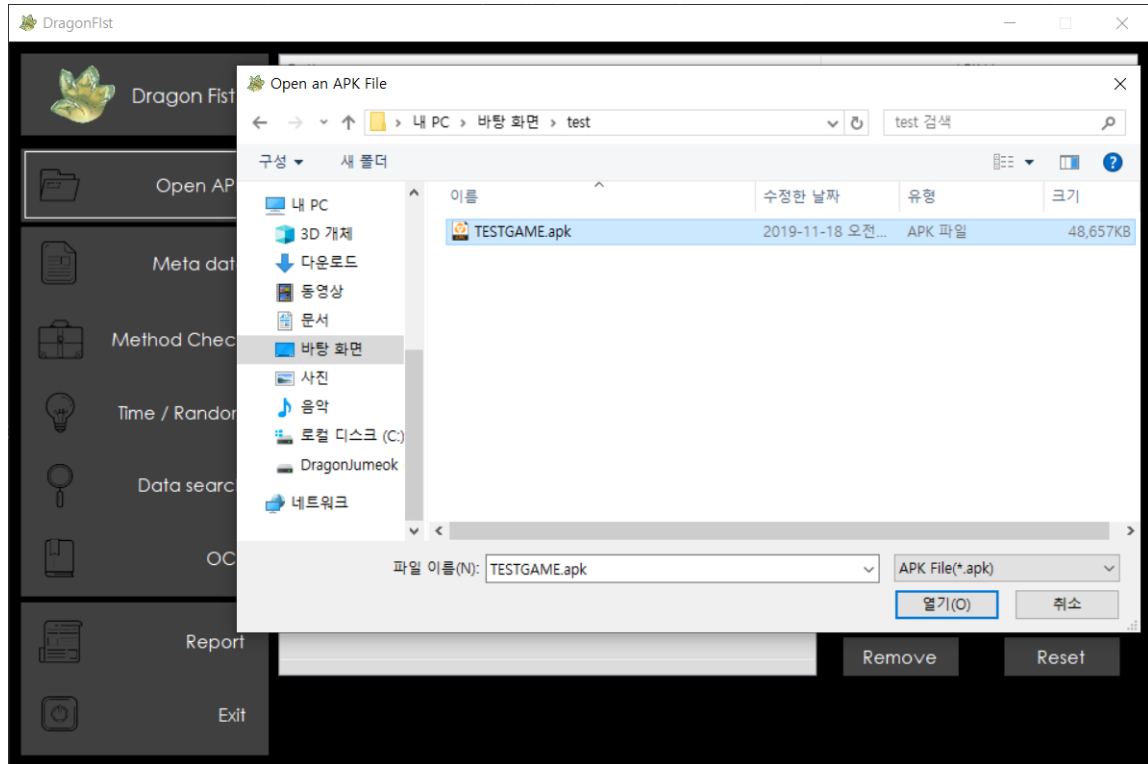 DragonFIst
Dragon Fist
Open an APK File
내 PC > 바탕 화면 > test
test 검색
구성
새 폴더
Open AP
Meta dat
Method Chec
Time / Rando
Data searc
OC
Report
Exit
내 PC
3D 개체
다운로드
동영상
문서
바탕 화면
사진
음악
로컬 디스크 (C:)
DragonJumeok
네트워크
이름
수정한 날짜
유형
크기
TESTGAME.apk
2019-11-18 오전...
APK 파일
48,657KB
파일 이름(N):
TESTGAME.apk
APK File(*.apk)
열기(O)
취소
Remove
Reset